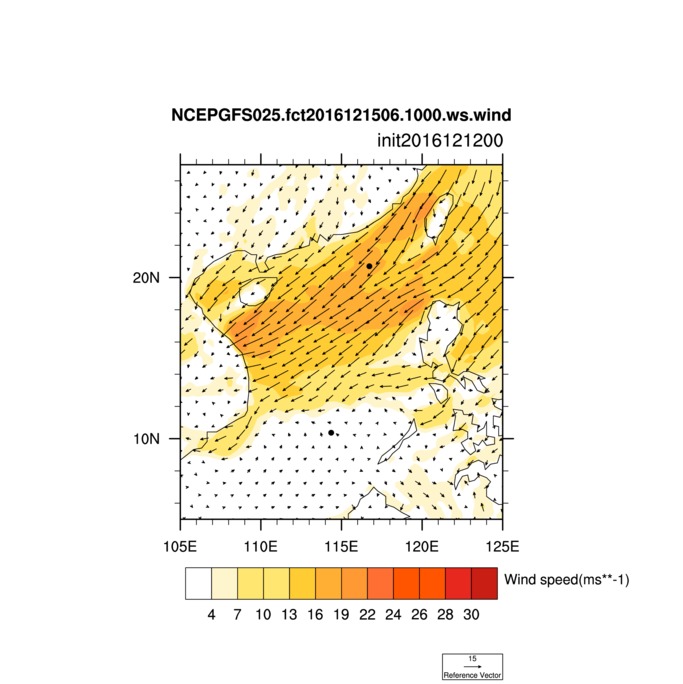 NCEPGFS025.fct2016121506.1000.ws.wind
init2016121200
20N
10N
105E 110E 115E 120E 125E
Wind speed(ms**-1)
4 7 10 13 16 19 22 24 26 28 30
15
Reference Vector